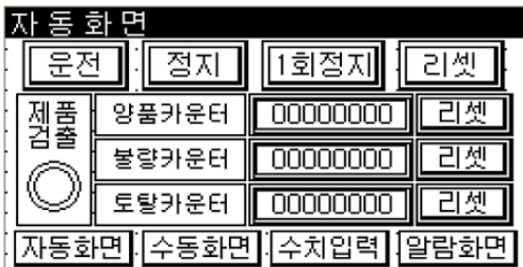 자동화면
운전 정지 1회정지 리셋
제품 검출
양품카운터 00000000 리셋
불량카운터 00000000 리셋
토탈카운터 00000000 리셋
자동화면 수동화면 수치입력 알람화면